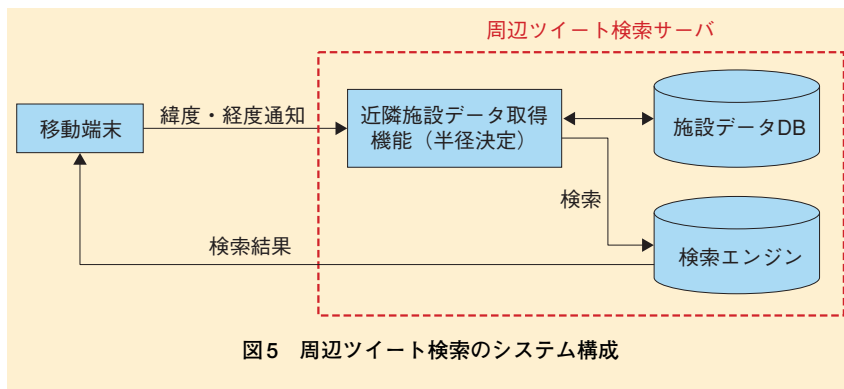 周辺ツイート検索サーバ
移動端末
緯度・経度通知
近隣施設データ取得
機能（半径決定）
施設データDB
検索
検索エンジン
検索結果
図5　周辺ツイート検索のシステム構成